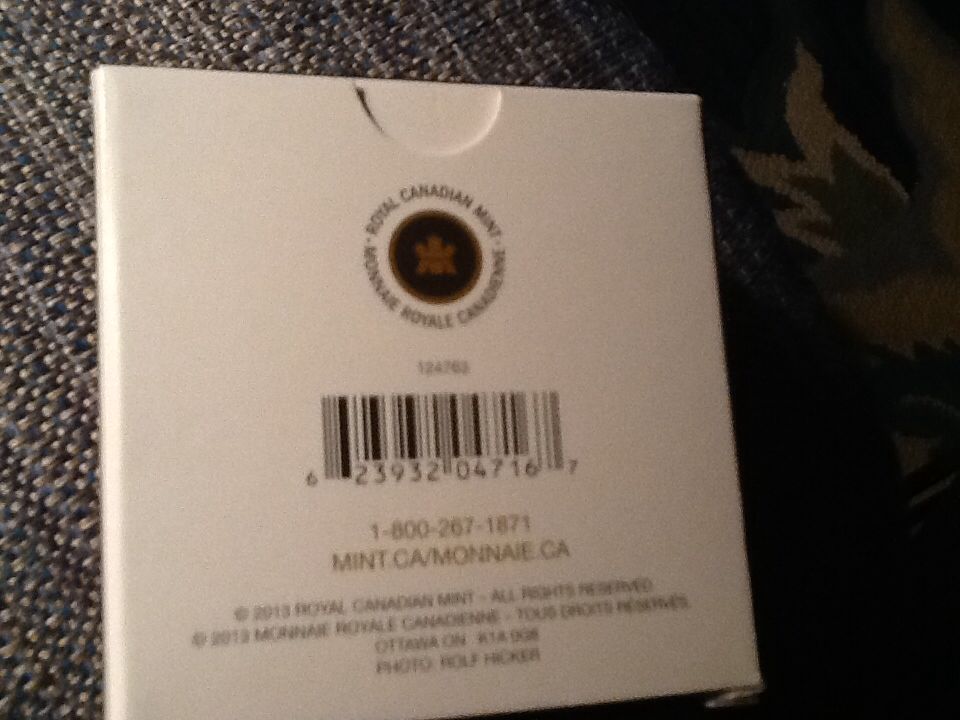 · ROYAL CANADIAN MINT ·
MONNAIE ROYALE CANADIENNE
124763
6 23932 04716 7
1-800-267-1871
MINT.CA/MONNAIE.CA
© 2013 ROYAL CANADIAN MINT - ALL RIGHTS RESERVED
© 2013 MONNAIE ROYALE CANADIENNE - TOUS DROITS RÉSERVÉS
OTTAWA ON K1A 0G8
PHOTO: ROLF HICKER